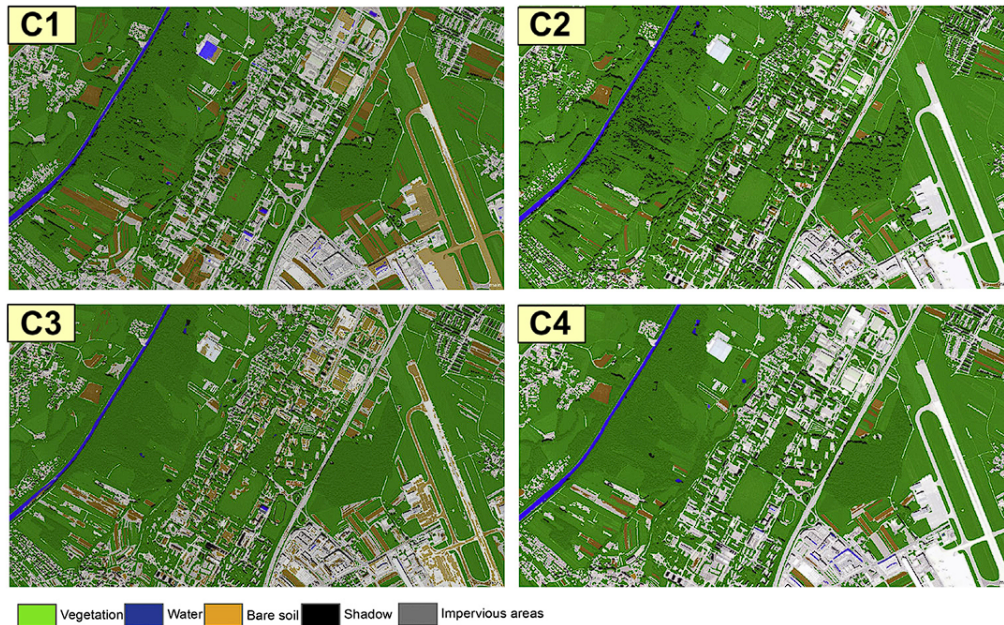 C1
C2
C3
C4
Vegetation Water Bare soil Shadow Impervious areas